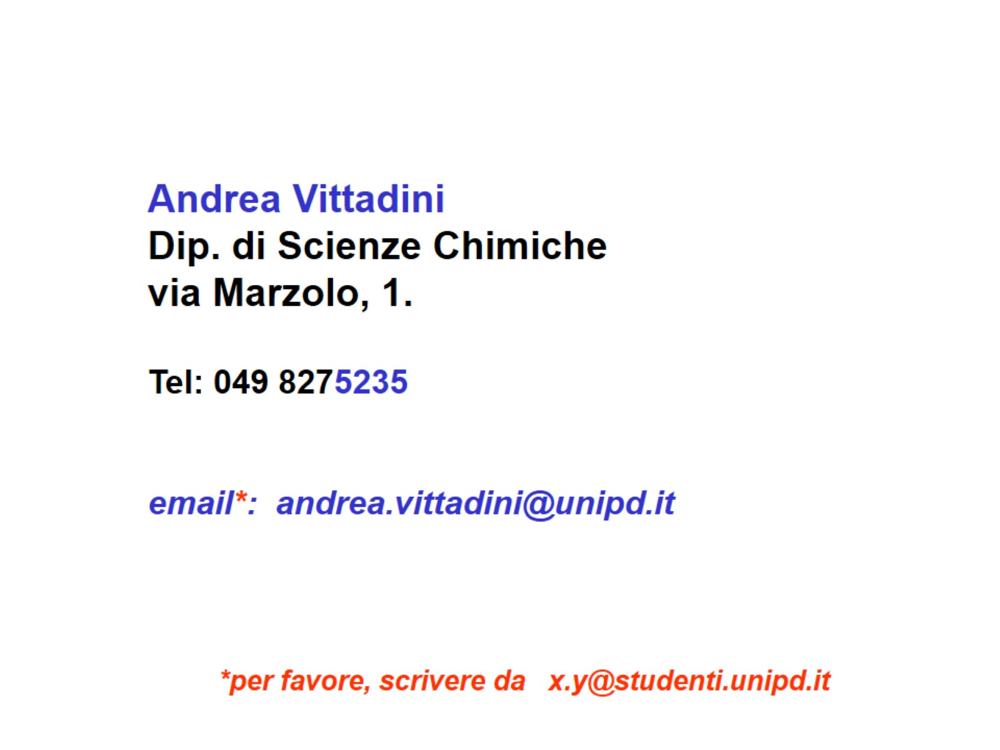 Andrea Vittadini
Dip. di Scienze Chimiche
via Marzolo, 1.
Tel: 049 8275235
email*: andrea.vittadini@unipd.it
*per favore, scrivere da x.y@studenti.unipd.it